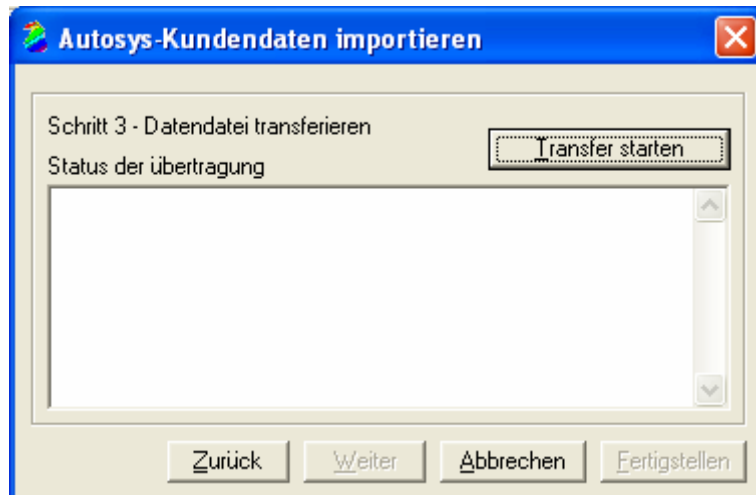 Autosys-Kundendaten importieren
Schritt 3 - Datendatei transferieren
Transfer starten
Status der übertragung
Zurück Weiter Abbrechen Fertigstellen